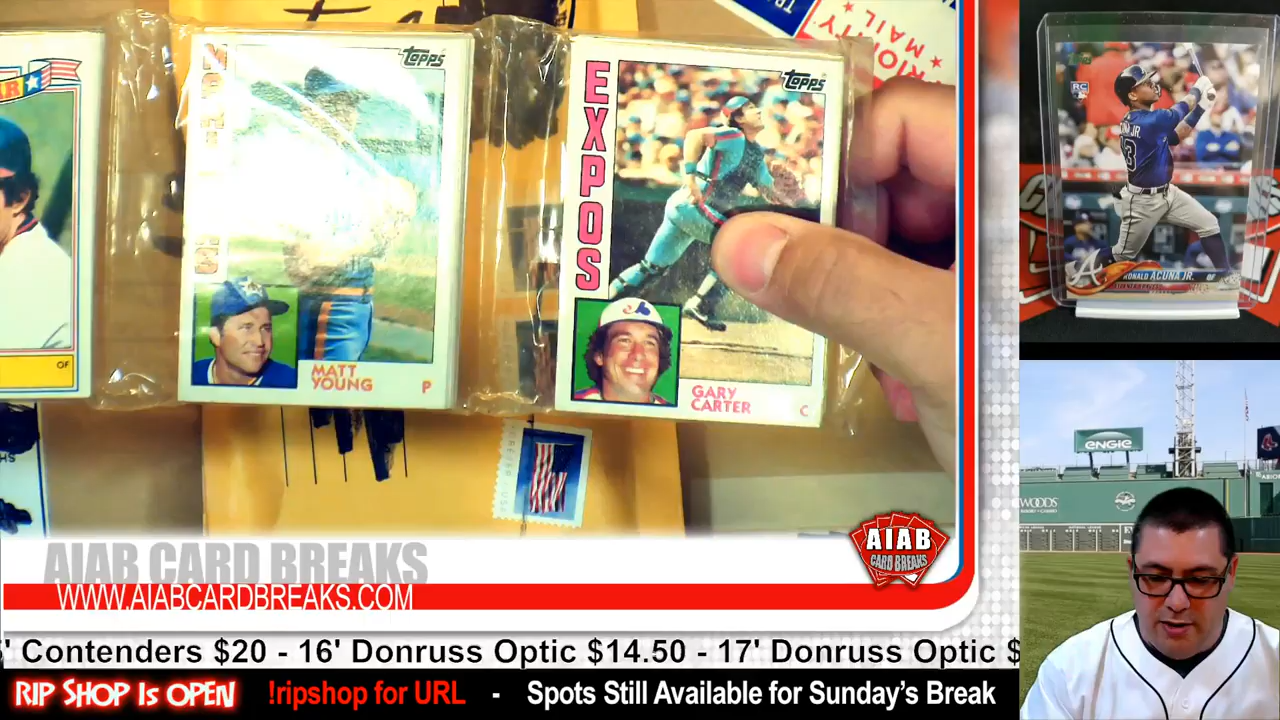 topps
MATT
YOUNG
P
OF
EXPOS
topps
GARY
CARTER
C
MAIL
RC
RONALD ACUNA JR. OF
ENGIE
AIAB
CARD BREAKS
AIAB CARD BREAKS
WWW.AIABCARDBREAKS.COM
' Contenders $20 - 16' Donruss Optic $14.50 - 17' Donruss Optic $
RIP SHOP IS OPEN !ripshop for URL - Spots Still Available for Sunday's Break